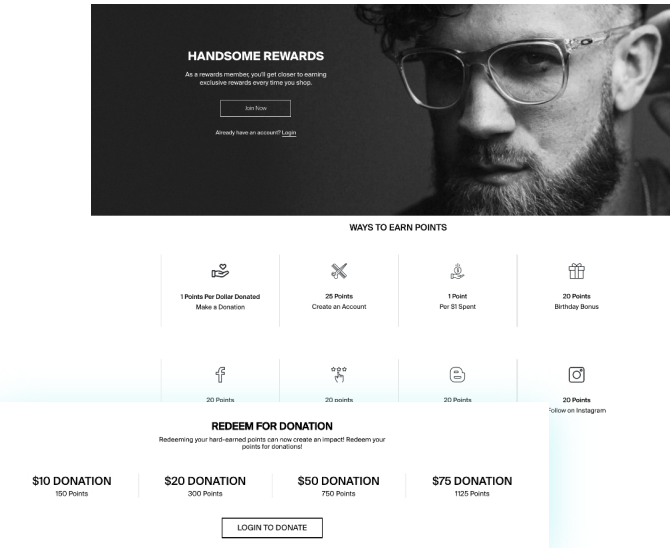 HANDSOME REWARDS
As a rewards member, you'll get closer to earning
exclusive rewards every time you shop.
Join Now
Already have an account? Login
WAYS TO EARN POINTS
1 Points Per Dollar Donated
Make a Donation
25 Points
Create an Account
1 Point
Per $1 Spent
20 Points
Birthday Bonus
20 Points
20 points
20 Points
20 Points
Follow on Instagram
REDEEM FOR DONATION
Redeeming your hard-earned points can now create an impact! Redeem your
points for donations!
$10 DONATION
150 Points
$20 DONATION
300 Points
$50 DONATION
750 Points
$75 DONATION
1125 Points
LOGIN TO DONATE